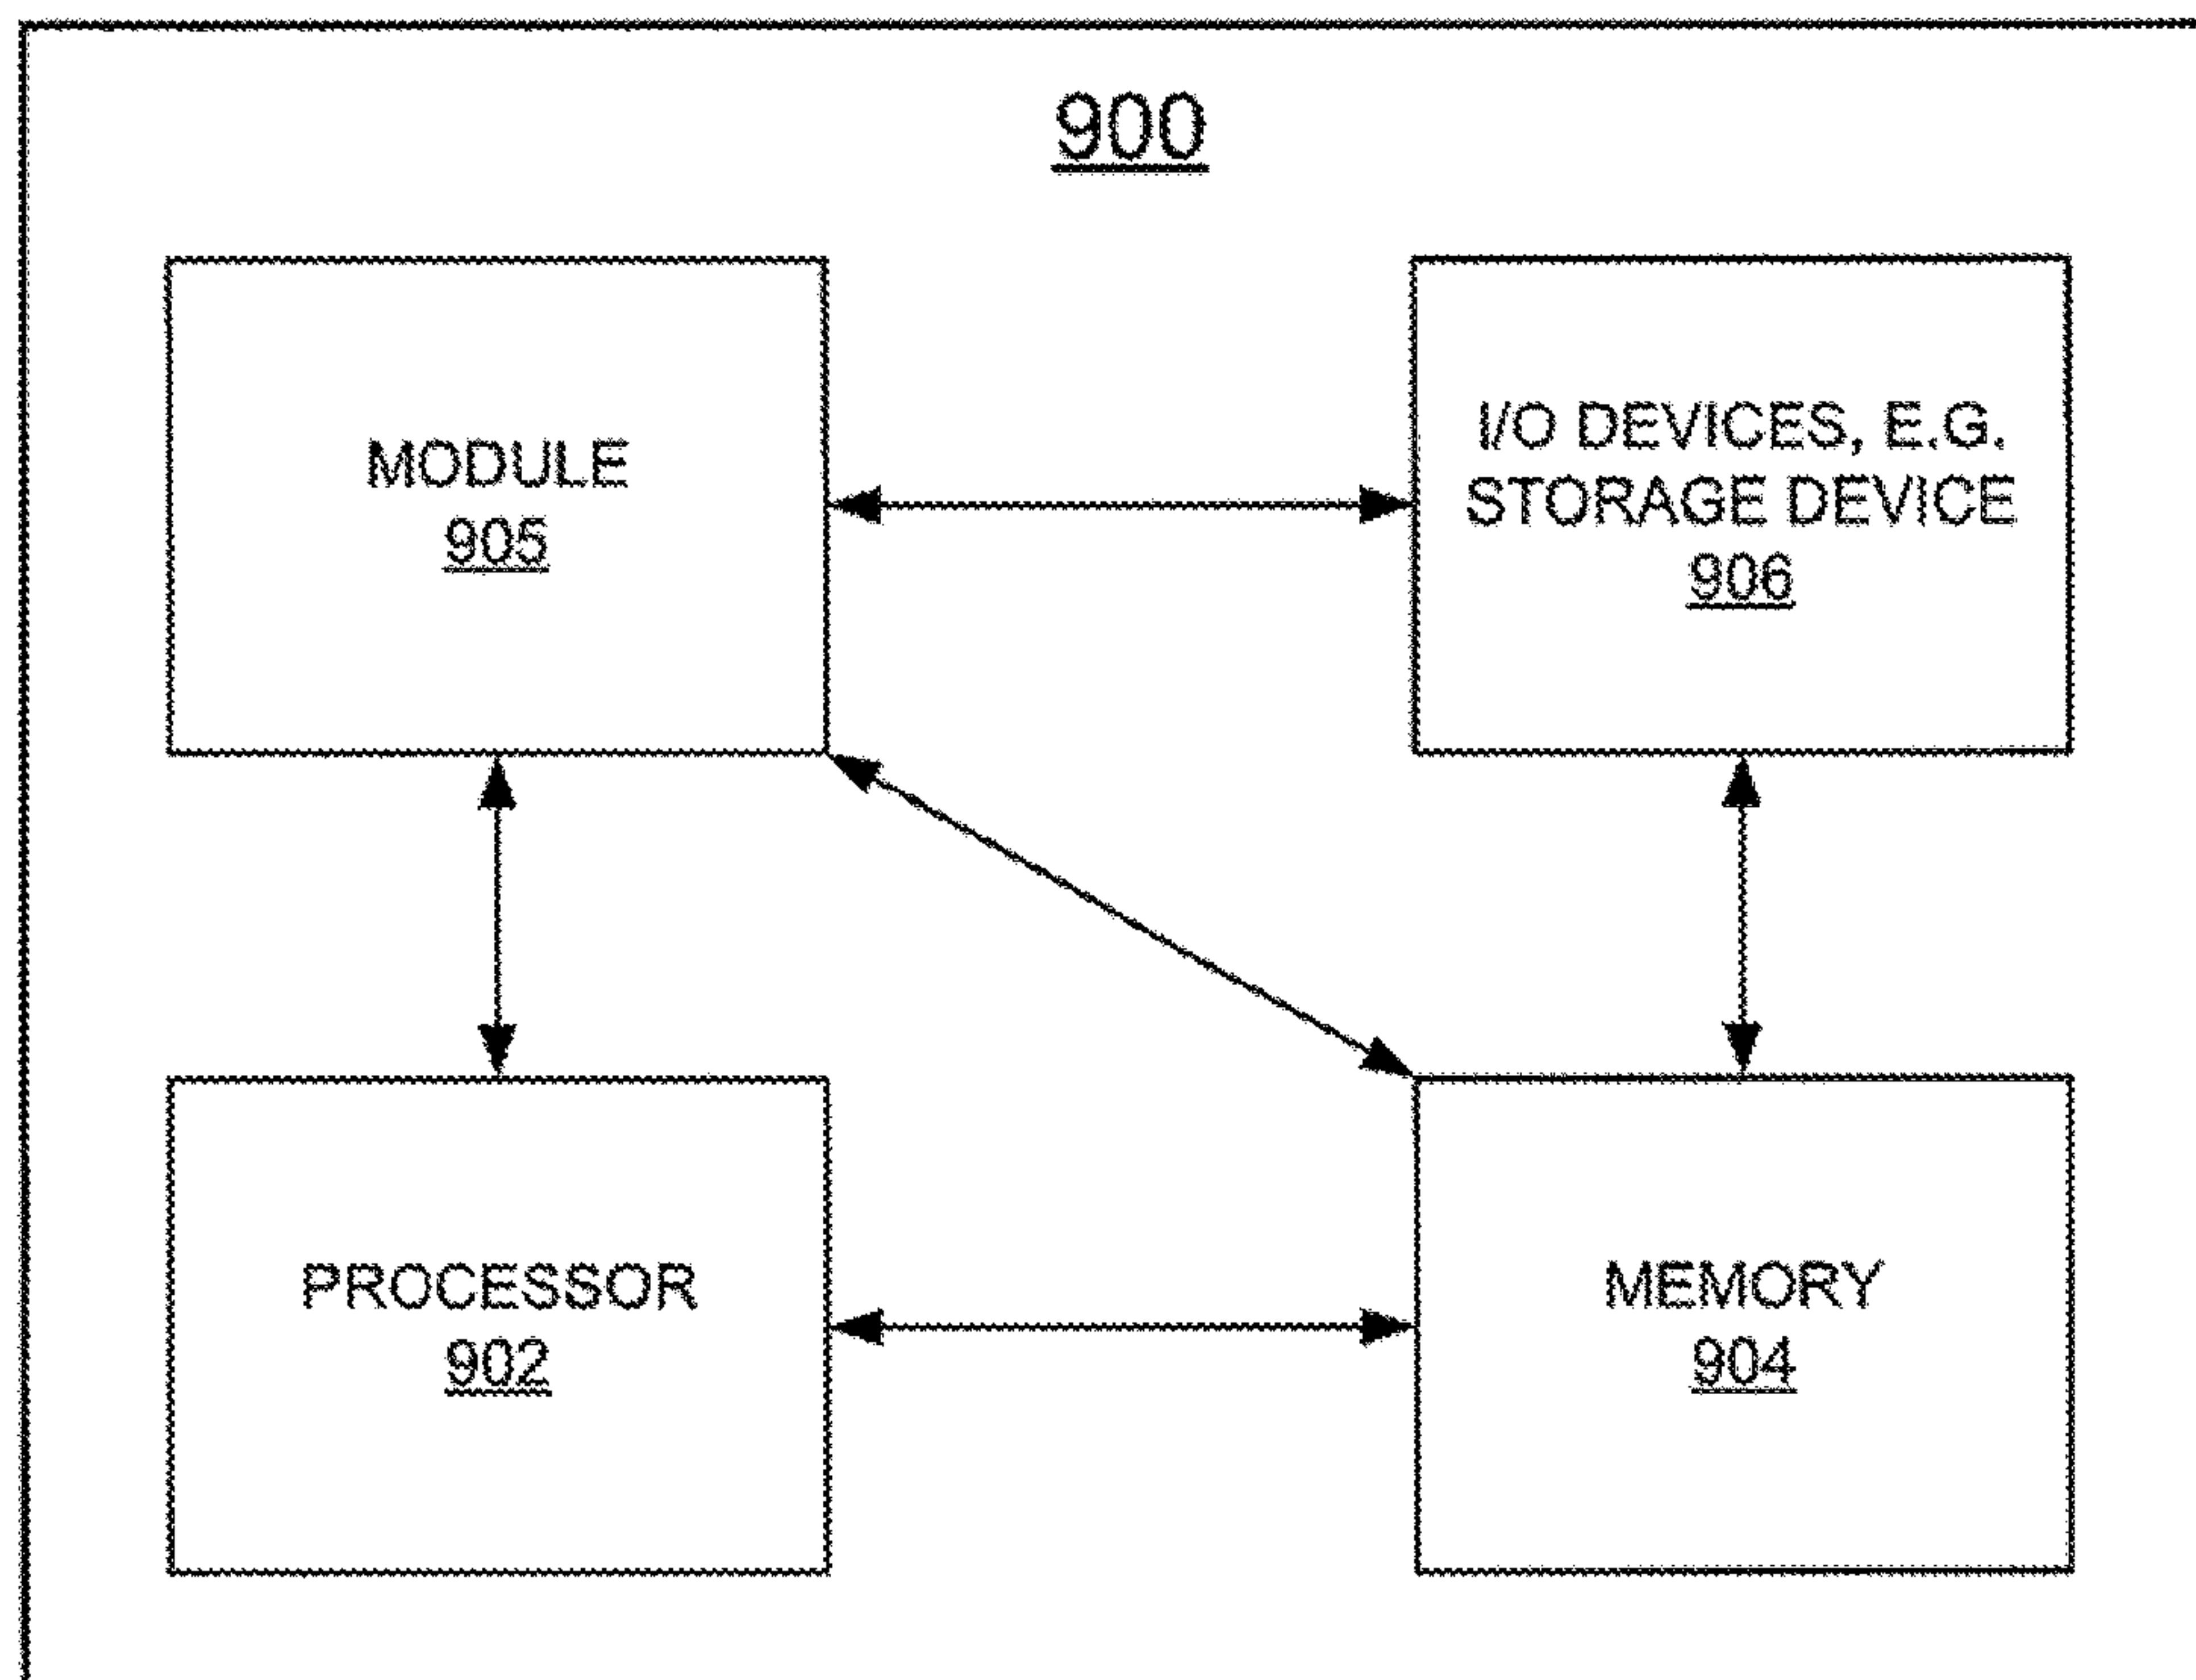 900
MODULE
905
I/O DEVICES, E.G.
STORAGE DEVICE
906
PROCESSOR
902
MEMORY
904